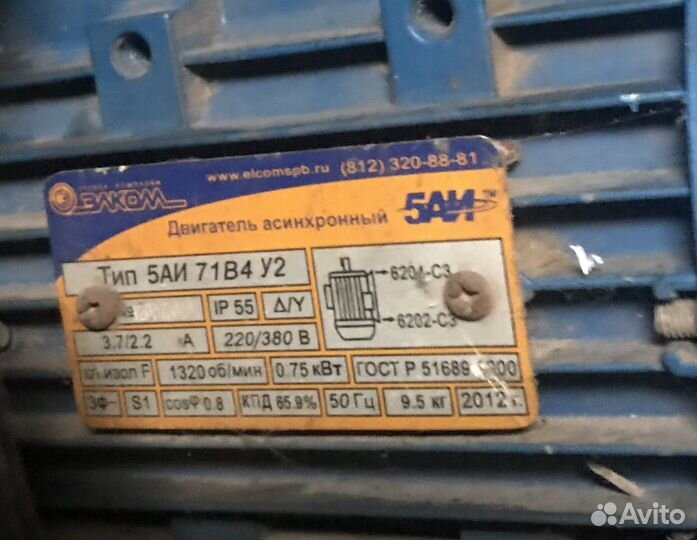 www.elcomspb.ru (812) 320-88-81
ЭЛКОМ
Двигатель асинхронный 5АИ™
Тип 5АИ 71В4 У2
6204-С3
IP 55 Δ/Y
3.7/2.2 А 220/380 В
6202-С3
кл. изол F 1320 об/мин 0.75 кВт ГОСТ Р 51689
3Ф~ S1 cosФ 0.8 КПД 65.9% 50 Гц 9.5 кг 2012 г.
Avito